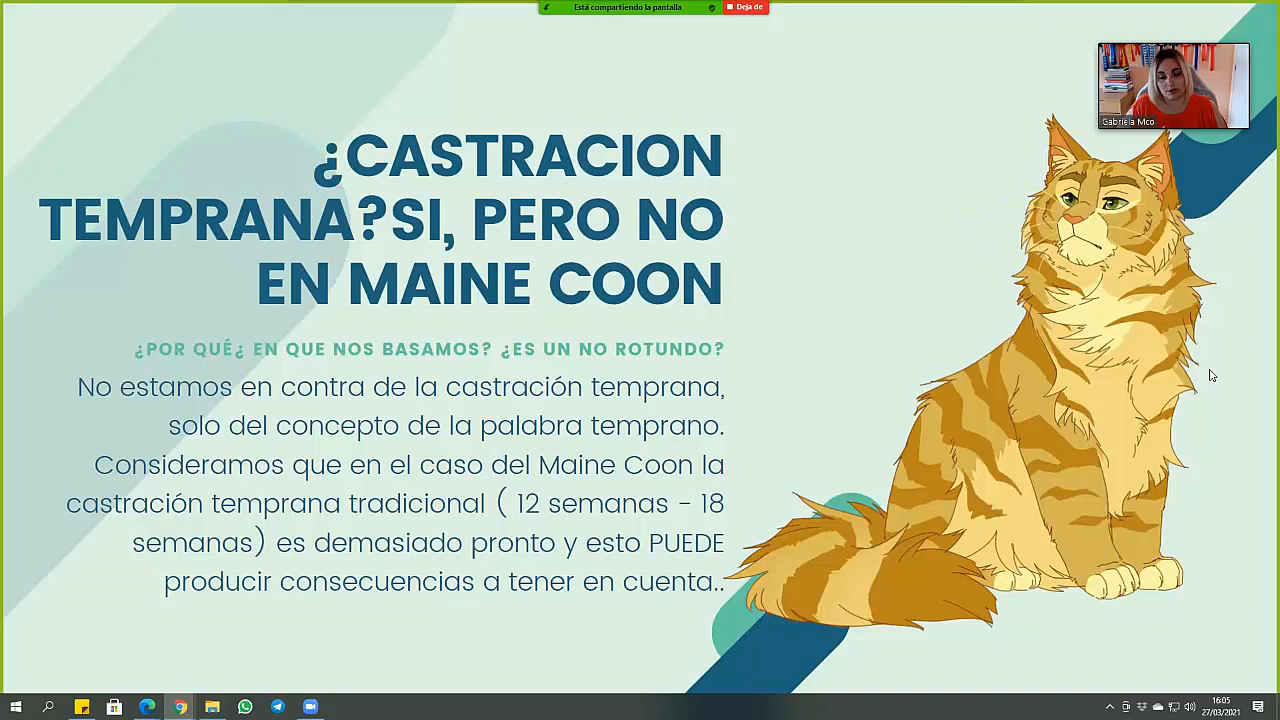 Está compartiendo la pantalla
Deja de
Gabriela Mco
¿CASTRACION
TEMPRANA?SI, PERO NO
EN MAINE COON
¿POR QUÉ¿ EN QUE NOS BASAMOS? ¿ES UN NO ROTUNDO?
No estamos en contra de la castración temprana,
solo del concepto de la palabra temprano.
Consideramos que en el caso del Maine Coon la
castración temprana tradicional ( 12 semanas - 18
semanas) es demasiado pronto y esto PUEDE
producir consecuencias a tener en cuenta..
16:05
27/03/2021